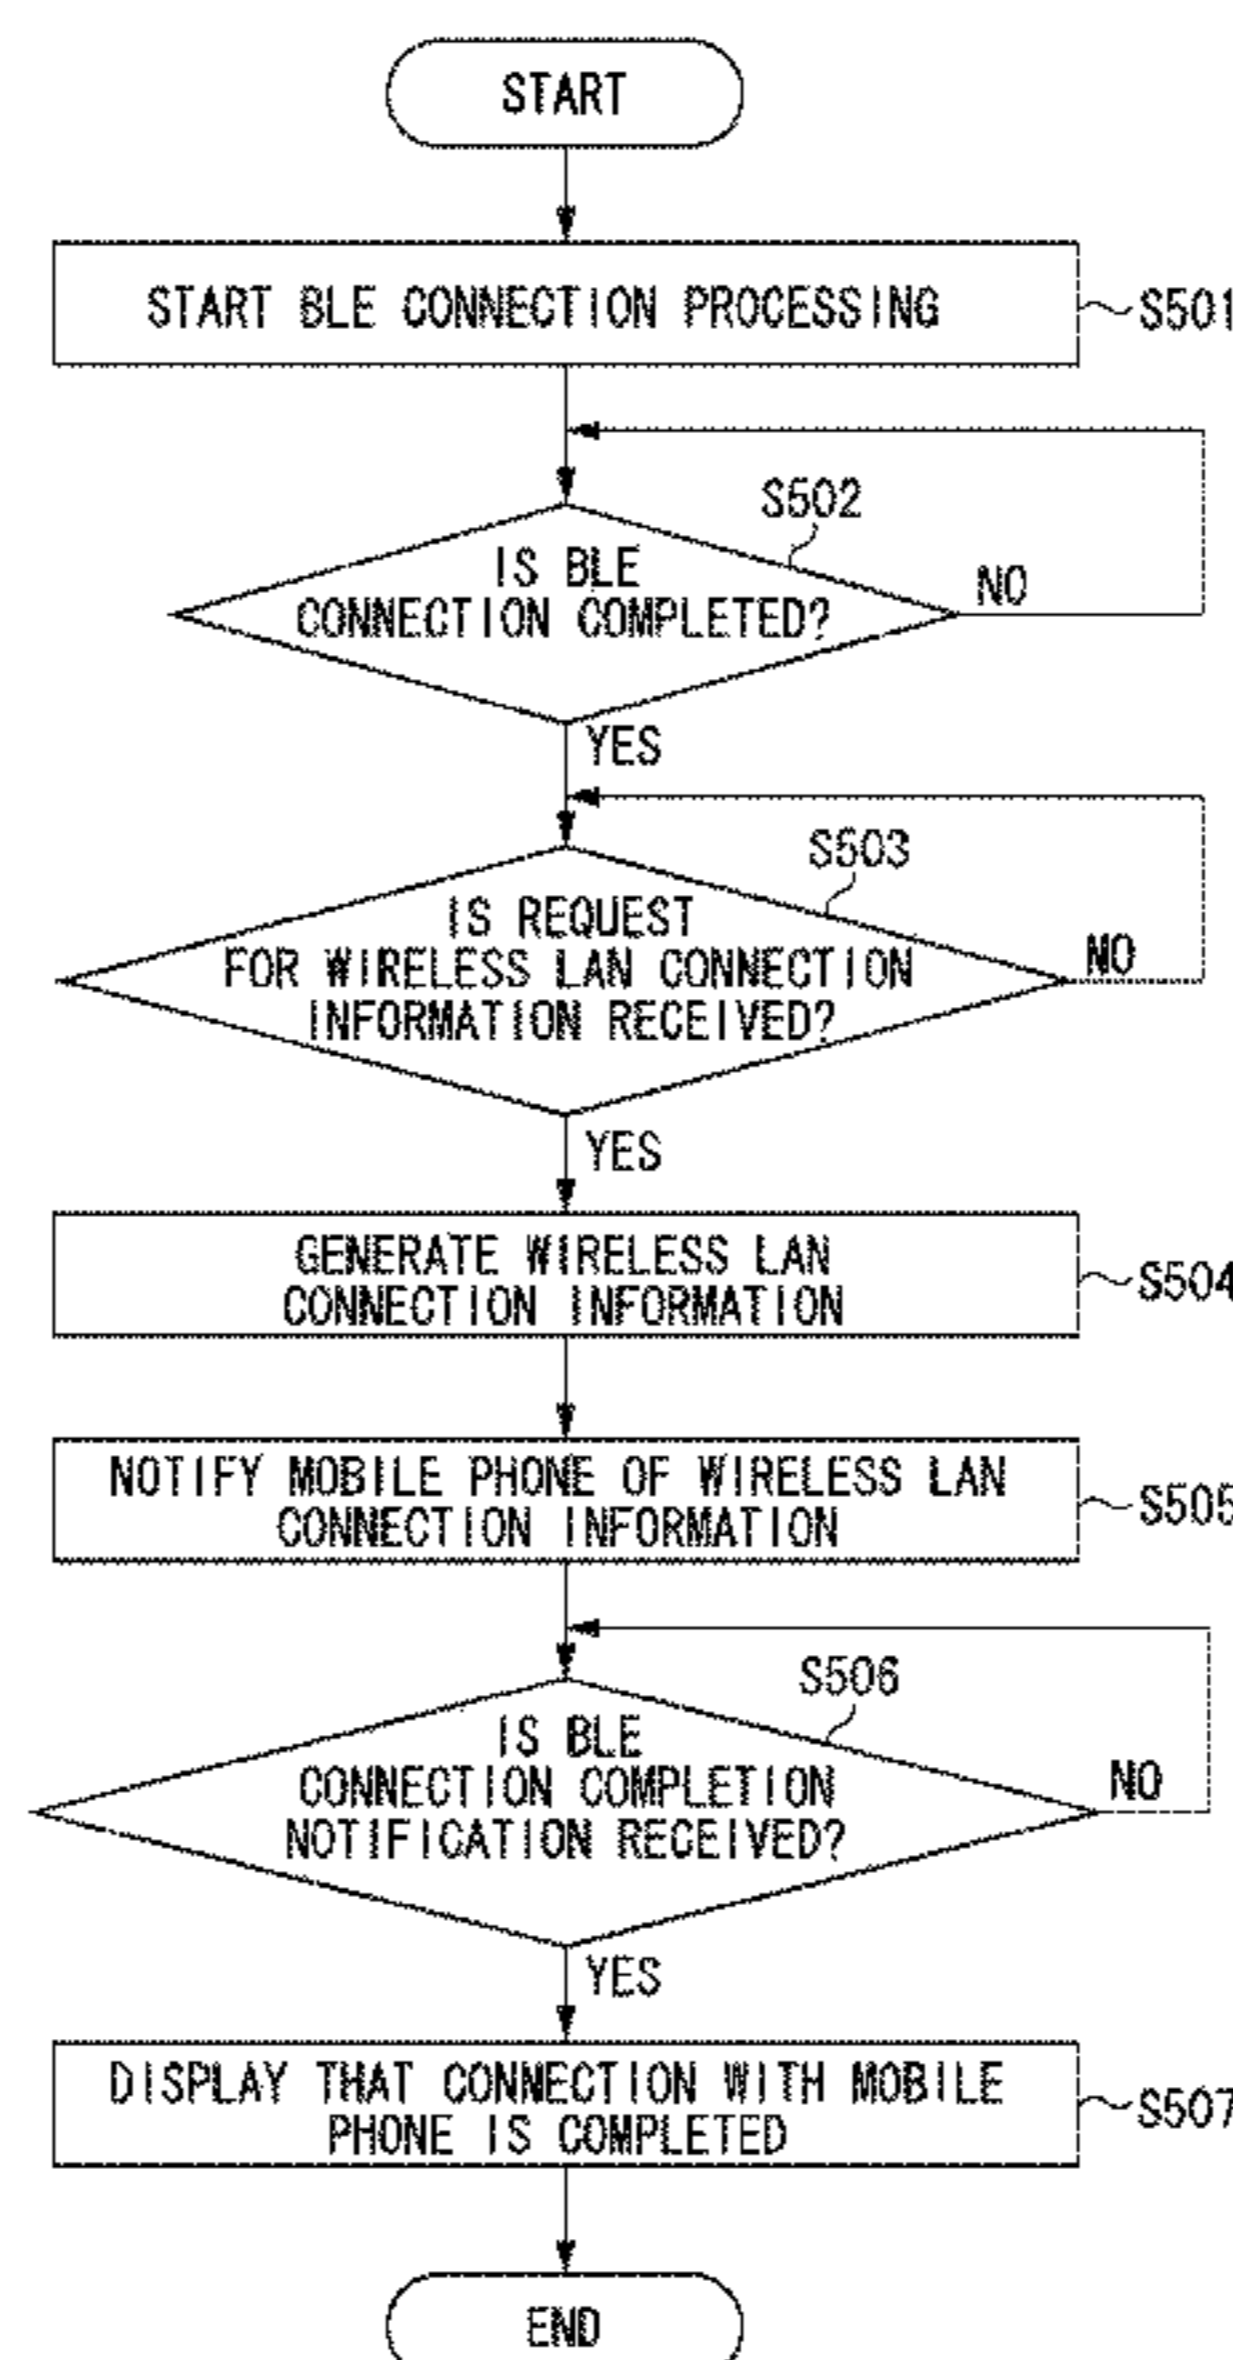 START
START BLE CONNECTION PROCESSING
S501
S502
IS BLE
CONNECTION COMPLETED?
NO
YES
S503
IS REQUEST
FOR WIRELESS LAN CONNECTION
INFORMATION RECEIVED?
NO
YES
GENERATE WIRELESS LAN
CONNECTION INFORMATION
S504
NOTIFY MOBILE PHONE OF WIRELESS LAN
CONNECTION INFORMATION
S505
S506
IS BLE
CONNECTION COMPLETION
NOTIFICATION RECEIVED?
NO
YES
DISPLAY THAT CONNECTION WITH MOBILE
PHONE IS COMPLETED
S507
END